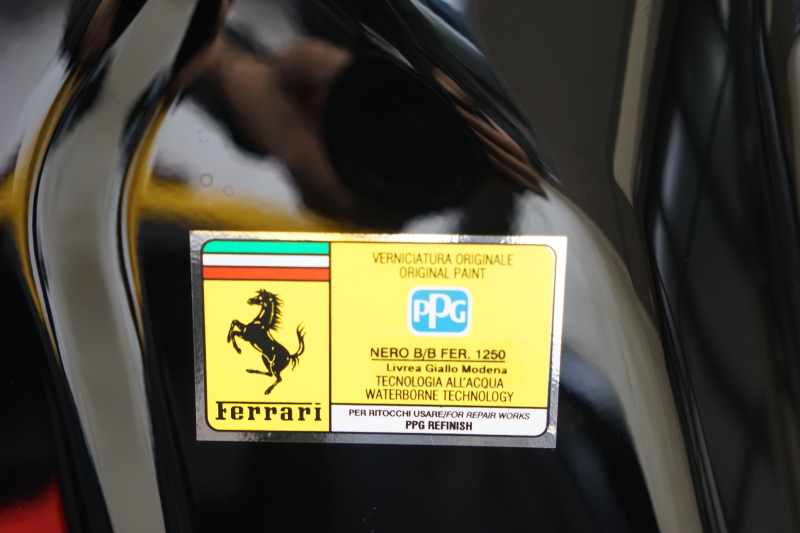 Ferrari
VERNICIATURA ORIGINALE
ORIGINAL PAINT
PPG
NERO B/B FER. 1250
Livrea Giallo Modena
TECNOLOGIA ALL'ACQUA
WATERBORNE TECHNOLOGY
PER RITOCCHI USARE/FOR REPAIR WORKS
PPG REFINISH